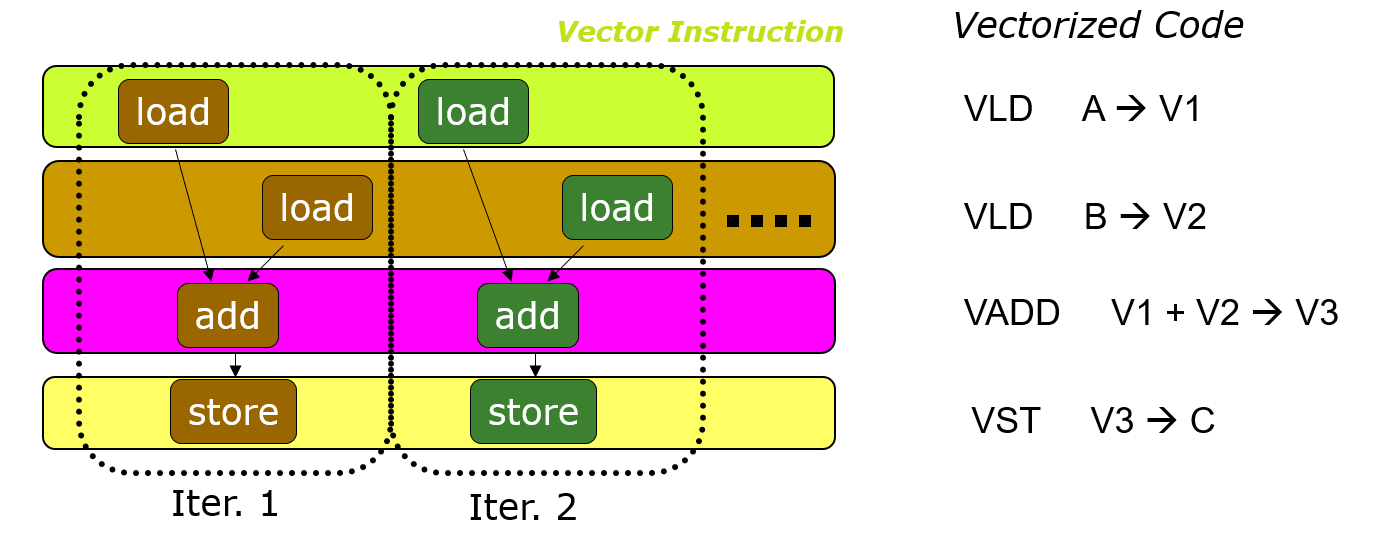 Vector Instruction
Vectorized Code
load load
VLD A → V1
load load ....
VLD B → V2
add add
VADD V1 + V2 → V3
store store
VST V3 → C
Iter. 1 Iter. 2